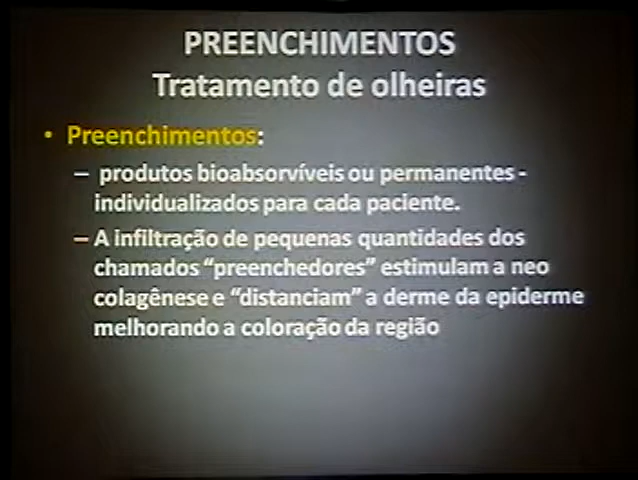 PREENCHIMENTOS
Tratamento de olheiras
• Preenchimentos:
– produtos bioabsorvíveis ou permanentes -
individualizados para cada paciente.
– A infiltração de pequenas quantidades dos
chamados “preenchedores” estimulam a neo
colagênese e “distanciam” a derme da epiderme
melhorando a coloração da região